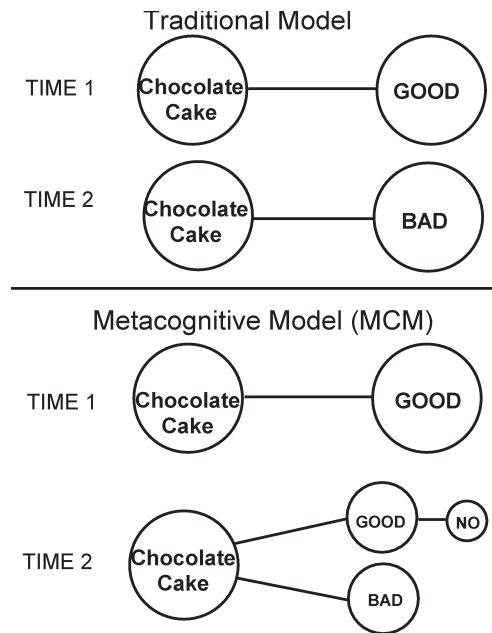 Traditional Model
TIME 1
Chocolate
Cake
GOOD
TIME 2
Chocolate
Cake
BAD
Metacognitive Model (MCM)
TIME 1
Chocolate
Cake
GOOD
TIME 2
Chocolate
Cake
GOOD
NO
BAD